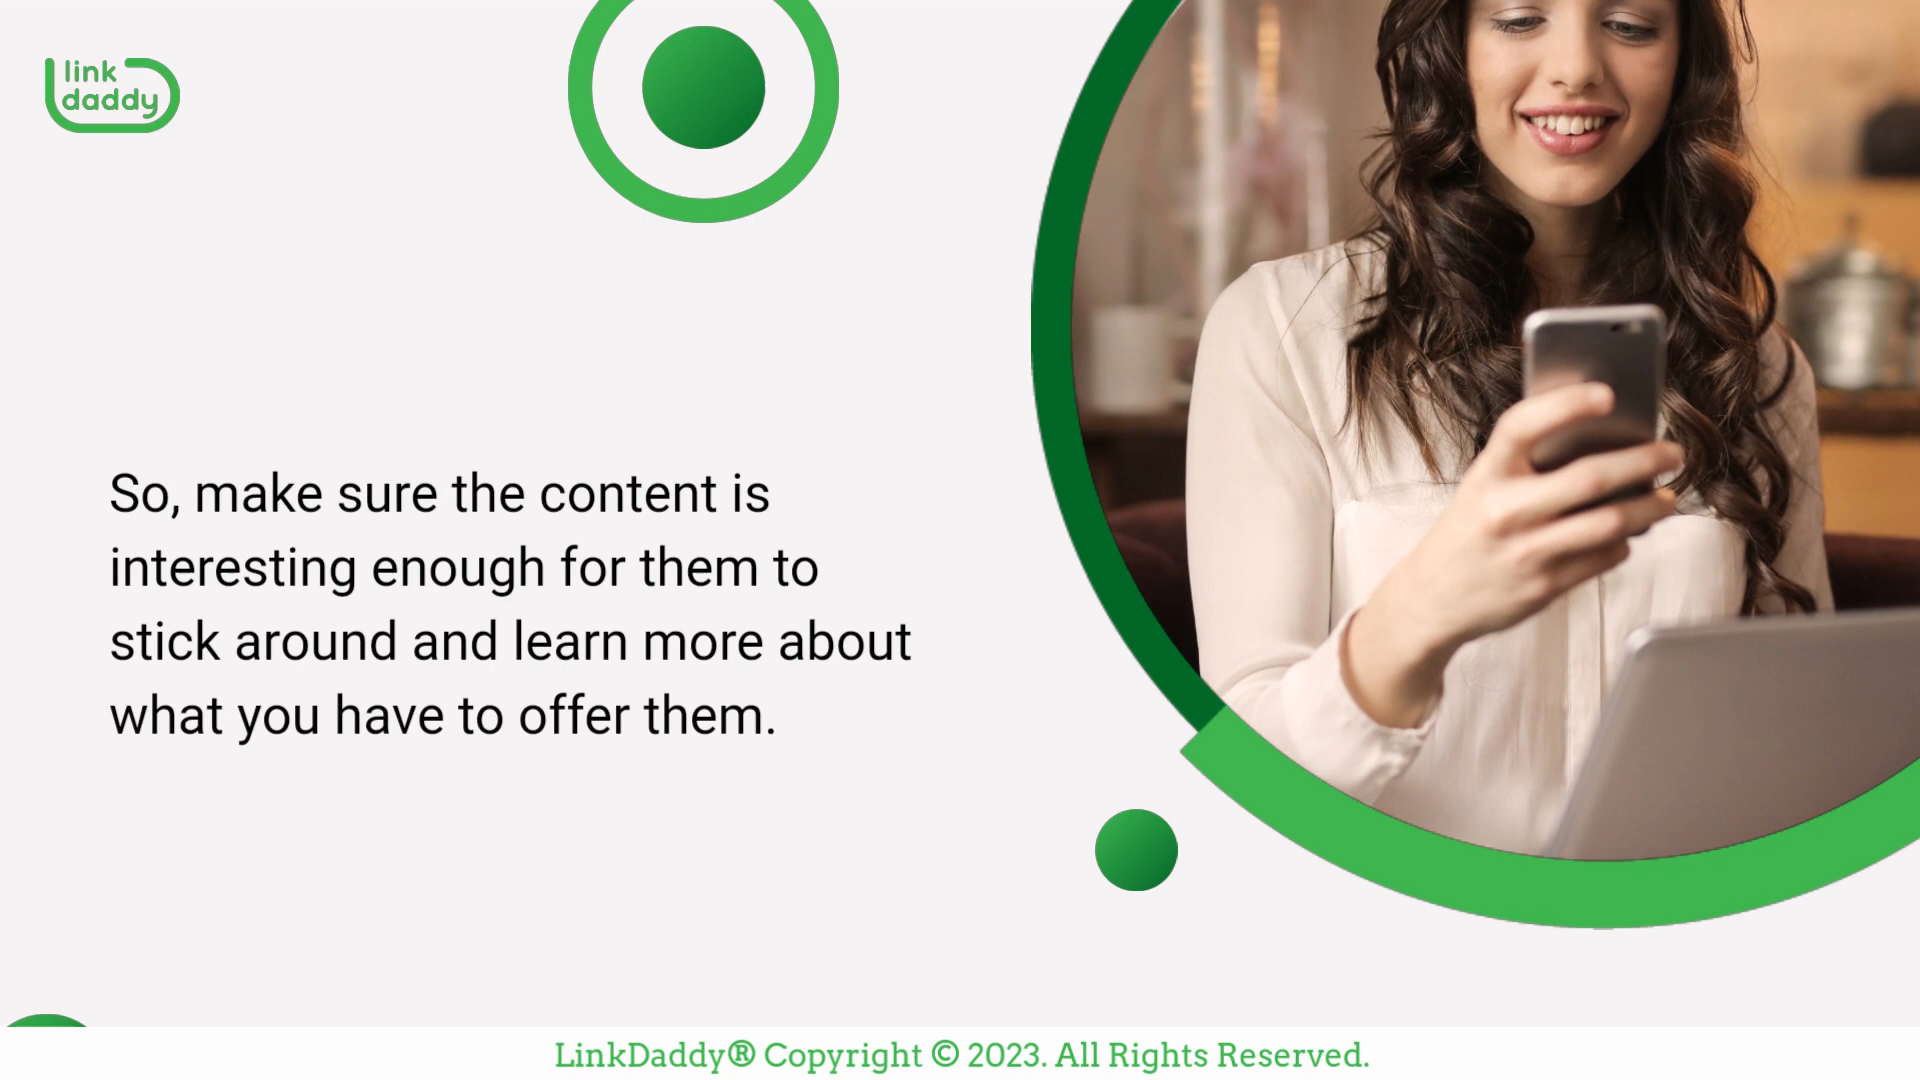 link
daddy
So, make sure the content is
interesting enough for them to
stick around and learn more about
what you have to offer them.
LinkDaddy® Copyright © 2023. All Rights Reserved.